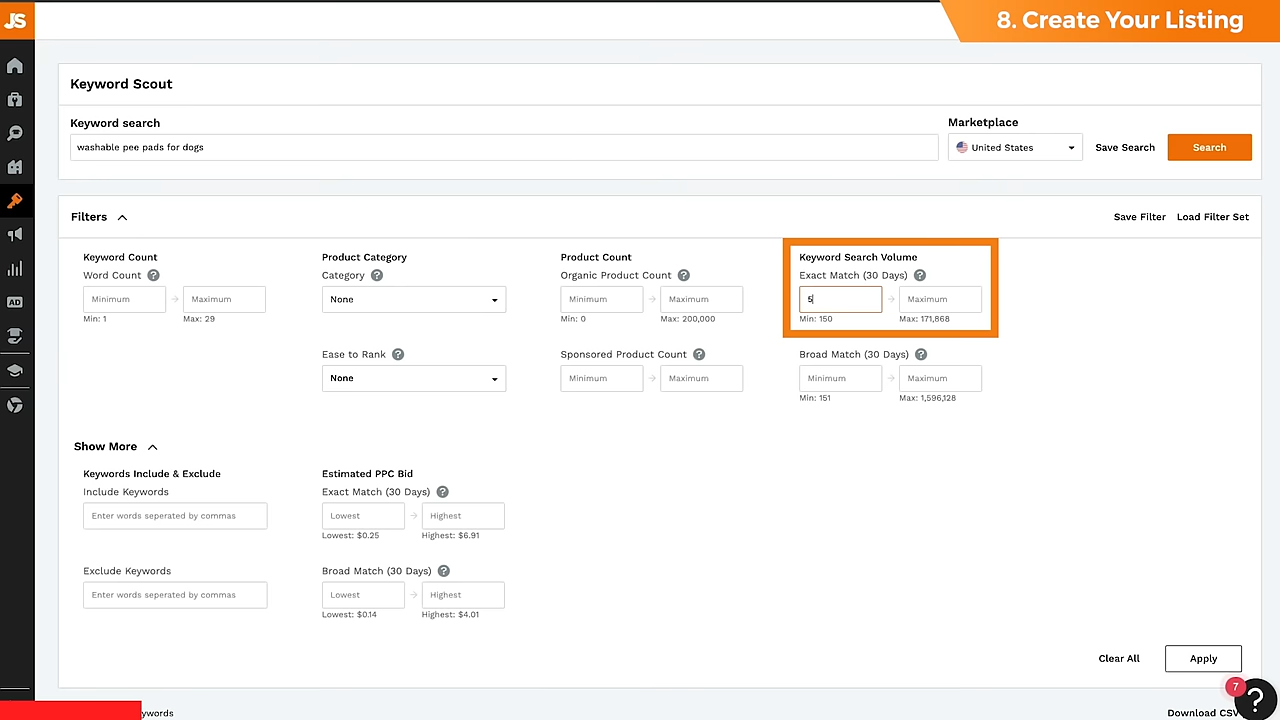 JS
8. Create Your Listing
Keyword Scout
Keyword search
Marketplace
washable pee pads for dogs
United States
Save Search
Search
Filters
Save Filter
Load Filter Set
Keyword Count
Product Category
Product Count
Keyword Search Volume
Word Count ?
Category ?
Organic Product Count ?
Exact Match (30 Days) ?
Minimum
Maximum
None
Minimum
Maximum
5
Maximum
Min: 1
Max: 29
Min: 0
Max: 200,000
Min: 150
Max: 171,868
Ease to Rank ?
Sponsored Product Count ?
Broad Match (30 Days) ?
None
Minimum
Maximum
Minimum
Maximum
Min: 151
Max: 1,596,128
Show More
Keywords Include & Exclude
Estimated PPC Bid
Include Keywords
Exact Match (30 Days) ?
Enter words seperated by commas
Lowest
Highest
Lowest: $0.25
Highest: $6.91
Exclude Keywords
Broad Match (30 Days) ?
Enter words seperated by commas
Lowest
Highest
Lowest: $0.14
Highest: $4.01
Clear All
Apply
7
?
ywords
Download CSV
AD